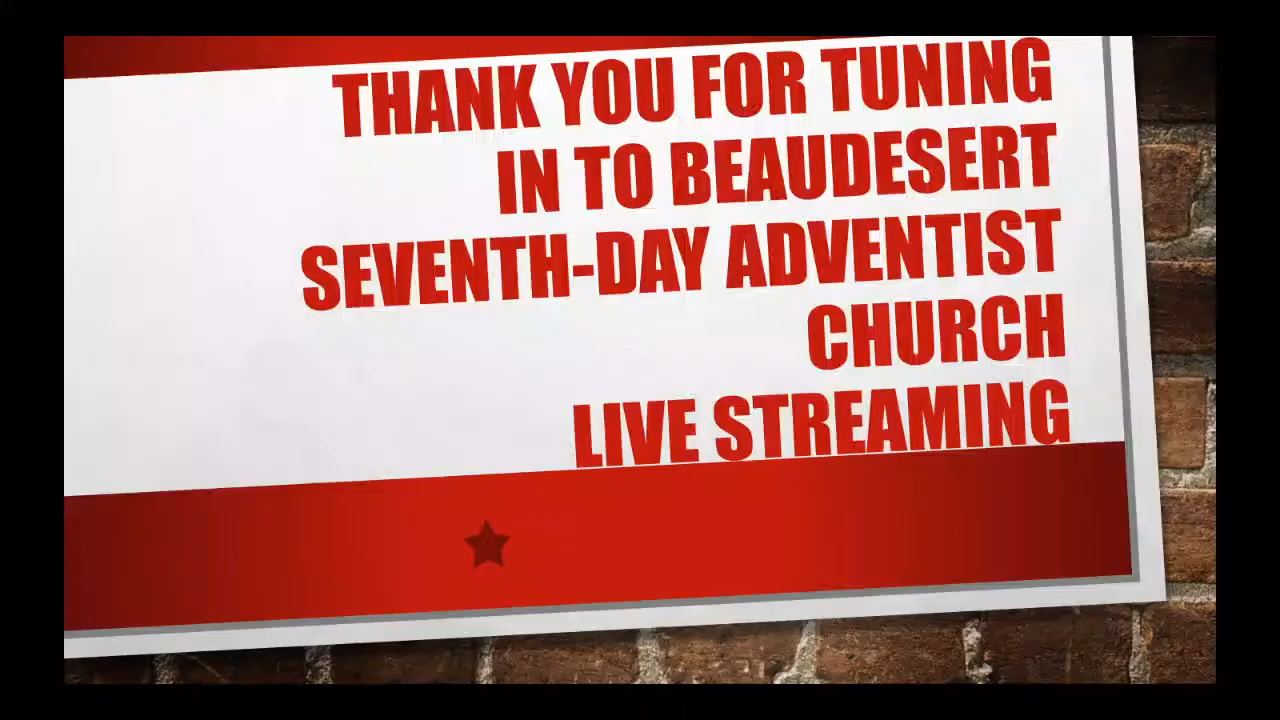 THANK YOU FOR TUNING
IN TO BEAUDESERT
SEVENTH-DAY ADVENTIST
CHURCH
LIVE STREAMING